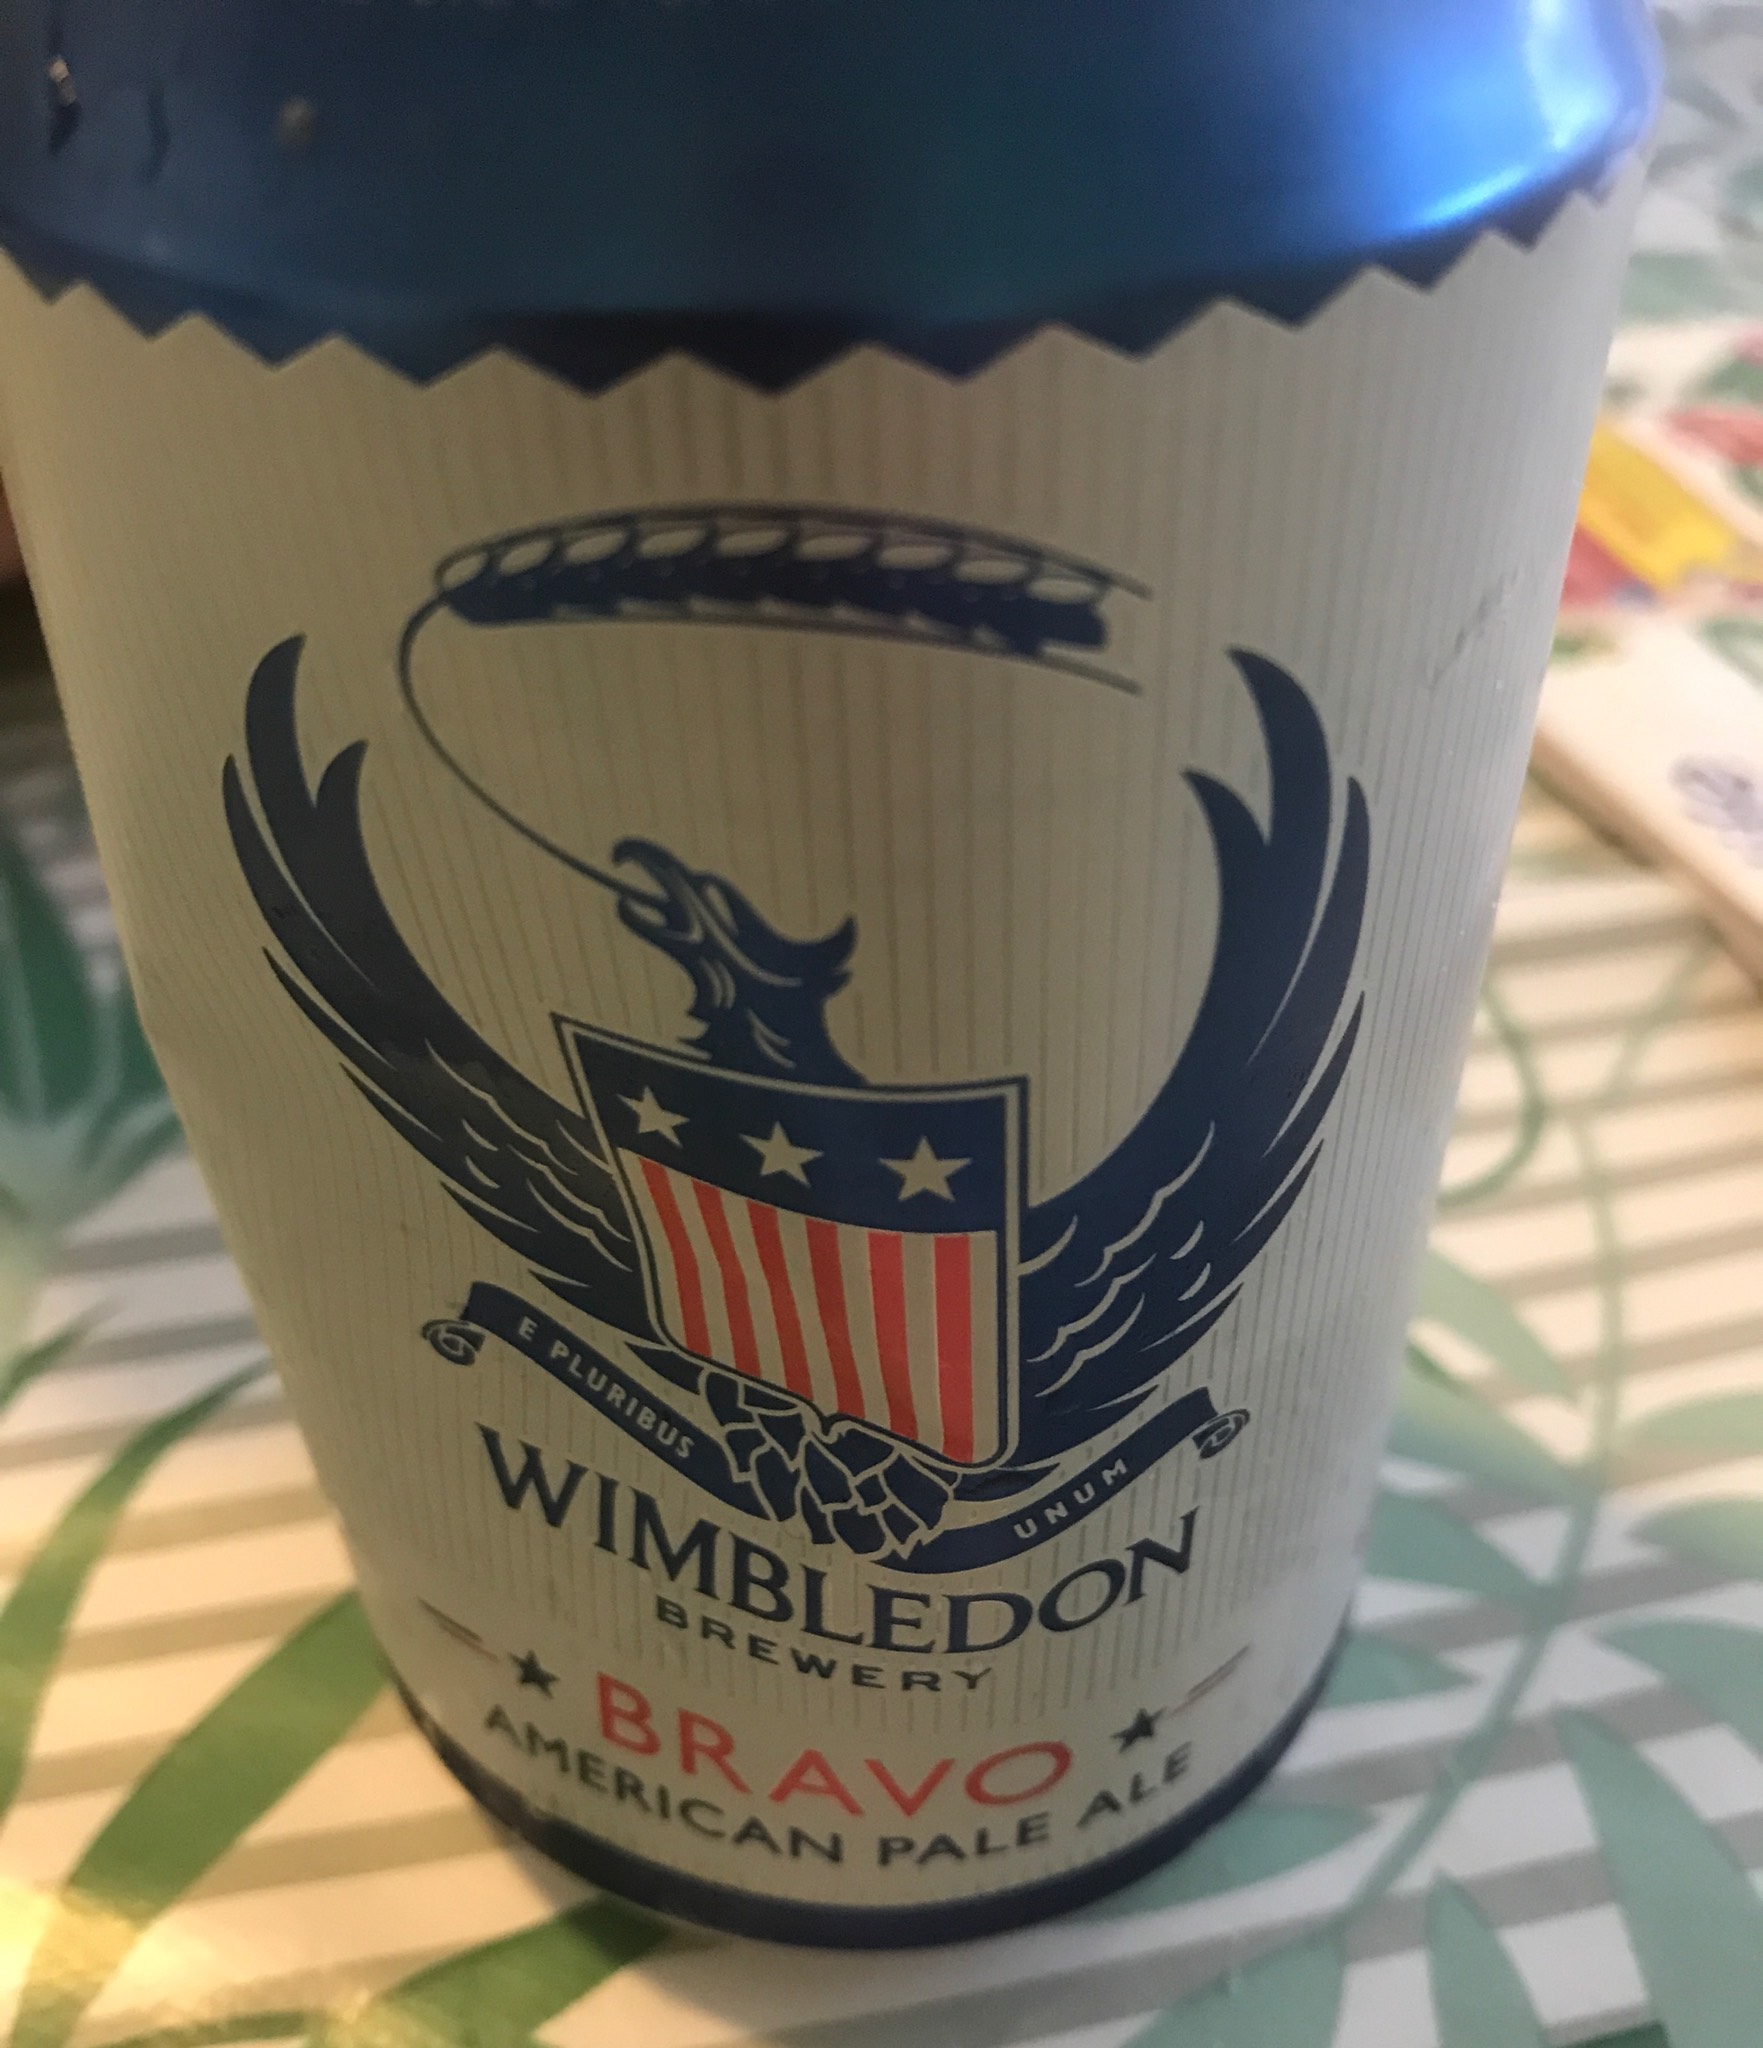 E PLURIBUS
UNUM
WIMBLEDON
BREWERY
BRAVO
AMERICAN PALE ALE